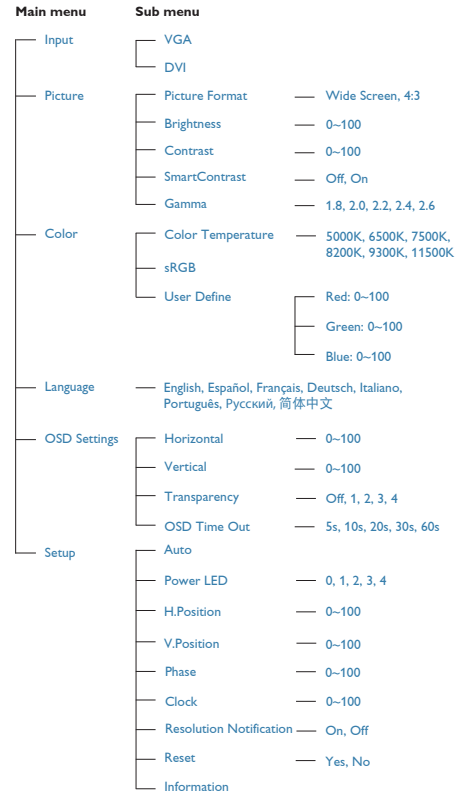 Main menu Sub menu
Input VGA
DVI
Picture Picture Format Wide Screen, 4:3
Brightness 0~100
Contrast 0~100
SmartContrast Off, On
Gamma 1.8, 2.0, 2.2, 2.4, 2.6
Color Color Temperature 5000K, 6500K, 7500K,
8200K, 9300K, 11500K
sRGB
User Define Red: 0~100
Green: 0~100
Blue: 0~100
Language English, Español, Français, Deutsch, Italiano,
Português, Русский, 简体中文
OSD Settings Horizontal 0~100
Vertical 0~100
Transparency Off, 1, 2, 3, 4
OSD Time Out 5s, 10s, 20s, 30s, 60s
Setup Auto
Power LED 0, 1, 2, 3, 4
H.Position 0~100
V.Position 0~100
Phase 0~100
Clock 0~100
Resolution Notification On, Off
Reset Yes, No
Information